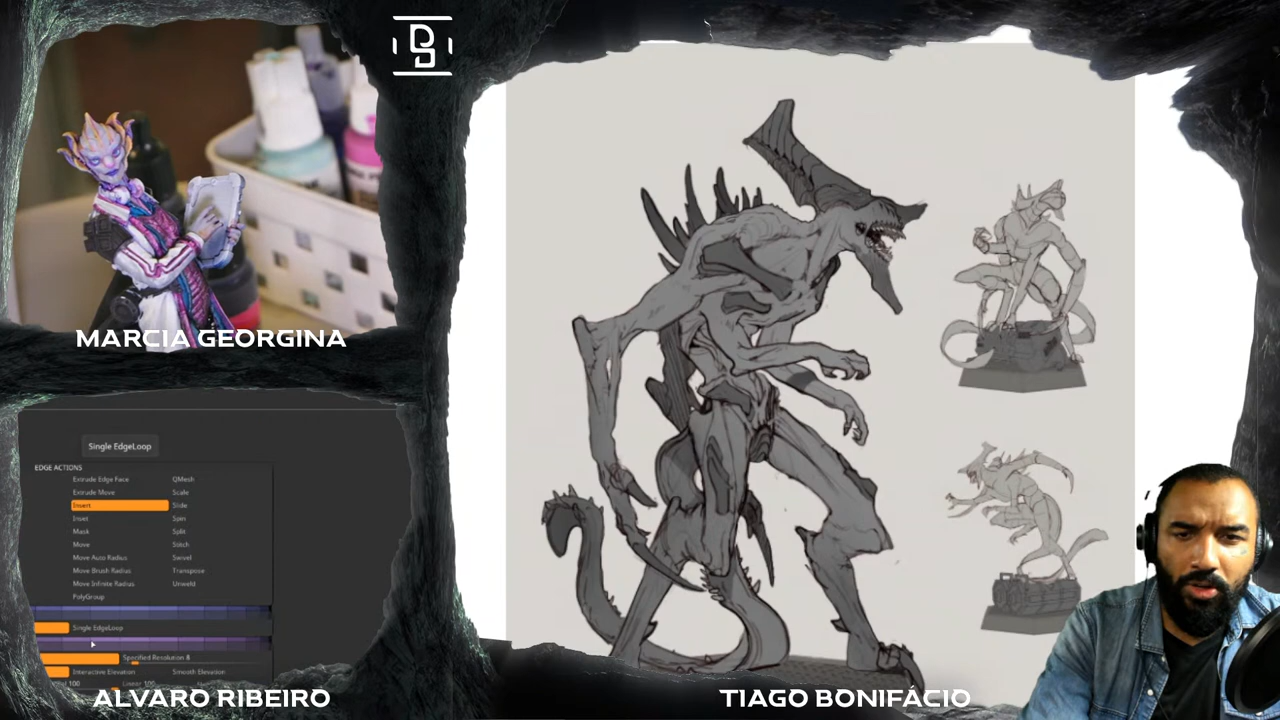 MARCIA GEORGINA
Single EdgeLoop
EDGE ACTIONS
Extrude Edge Face QMesh
Extrude Move Scale
Insert Slide
Inset Spin
Mask Split
Move Stitch
Move Auto Radius Swivel
Move Brush Radius Transpose
Move Infinite Radius Unweld
PolyGroup
Single EdgeLoop
Specified Resolution 8
Interactive Elevation Smooth Elevation
ALVARO RIBEIRO
TIAGO BONIFÁCIO